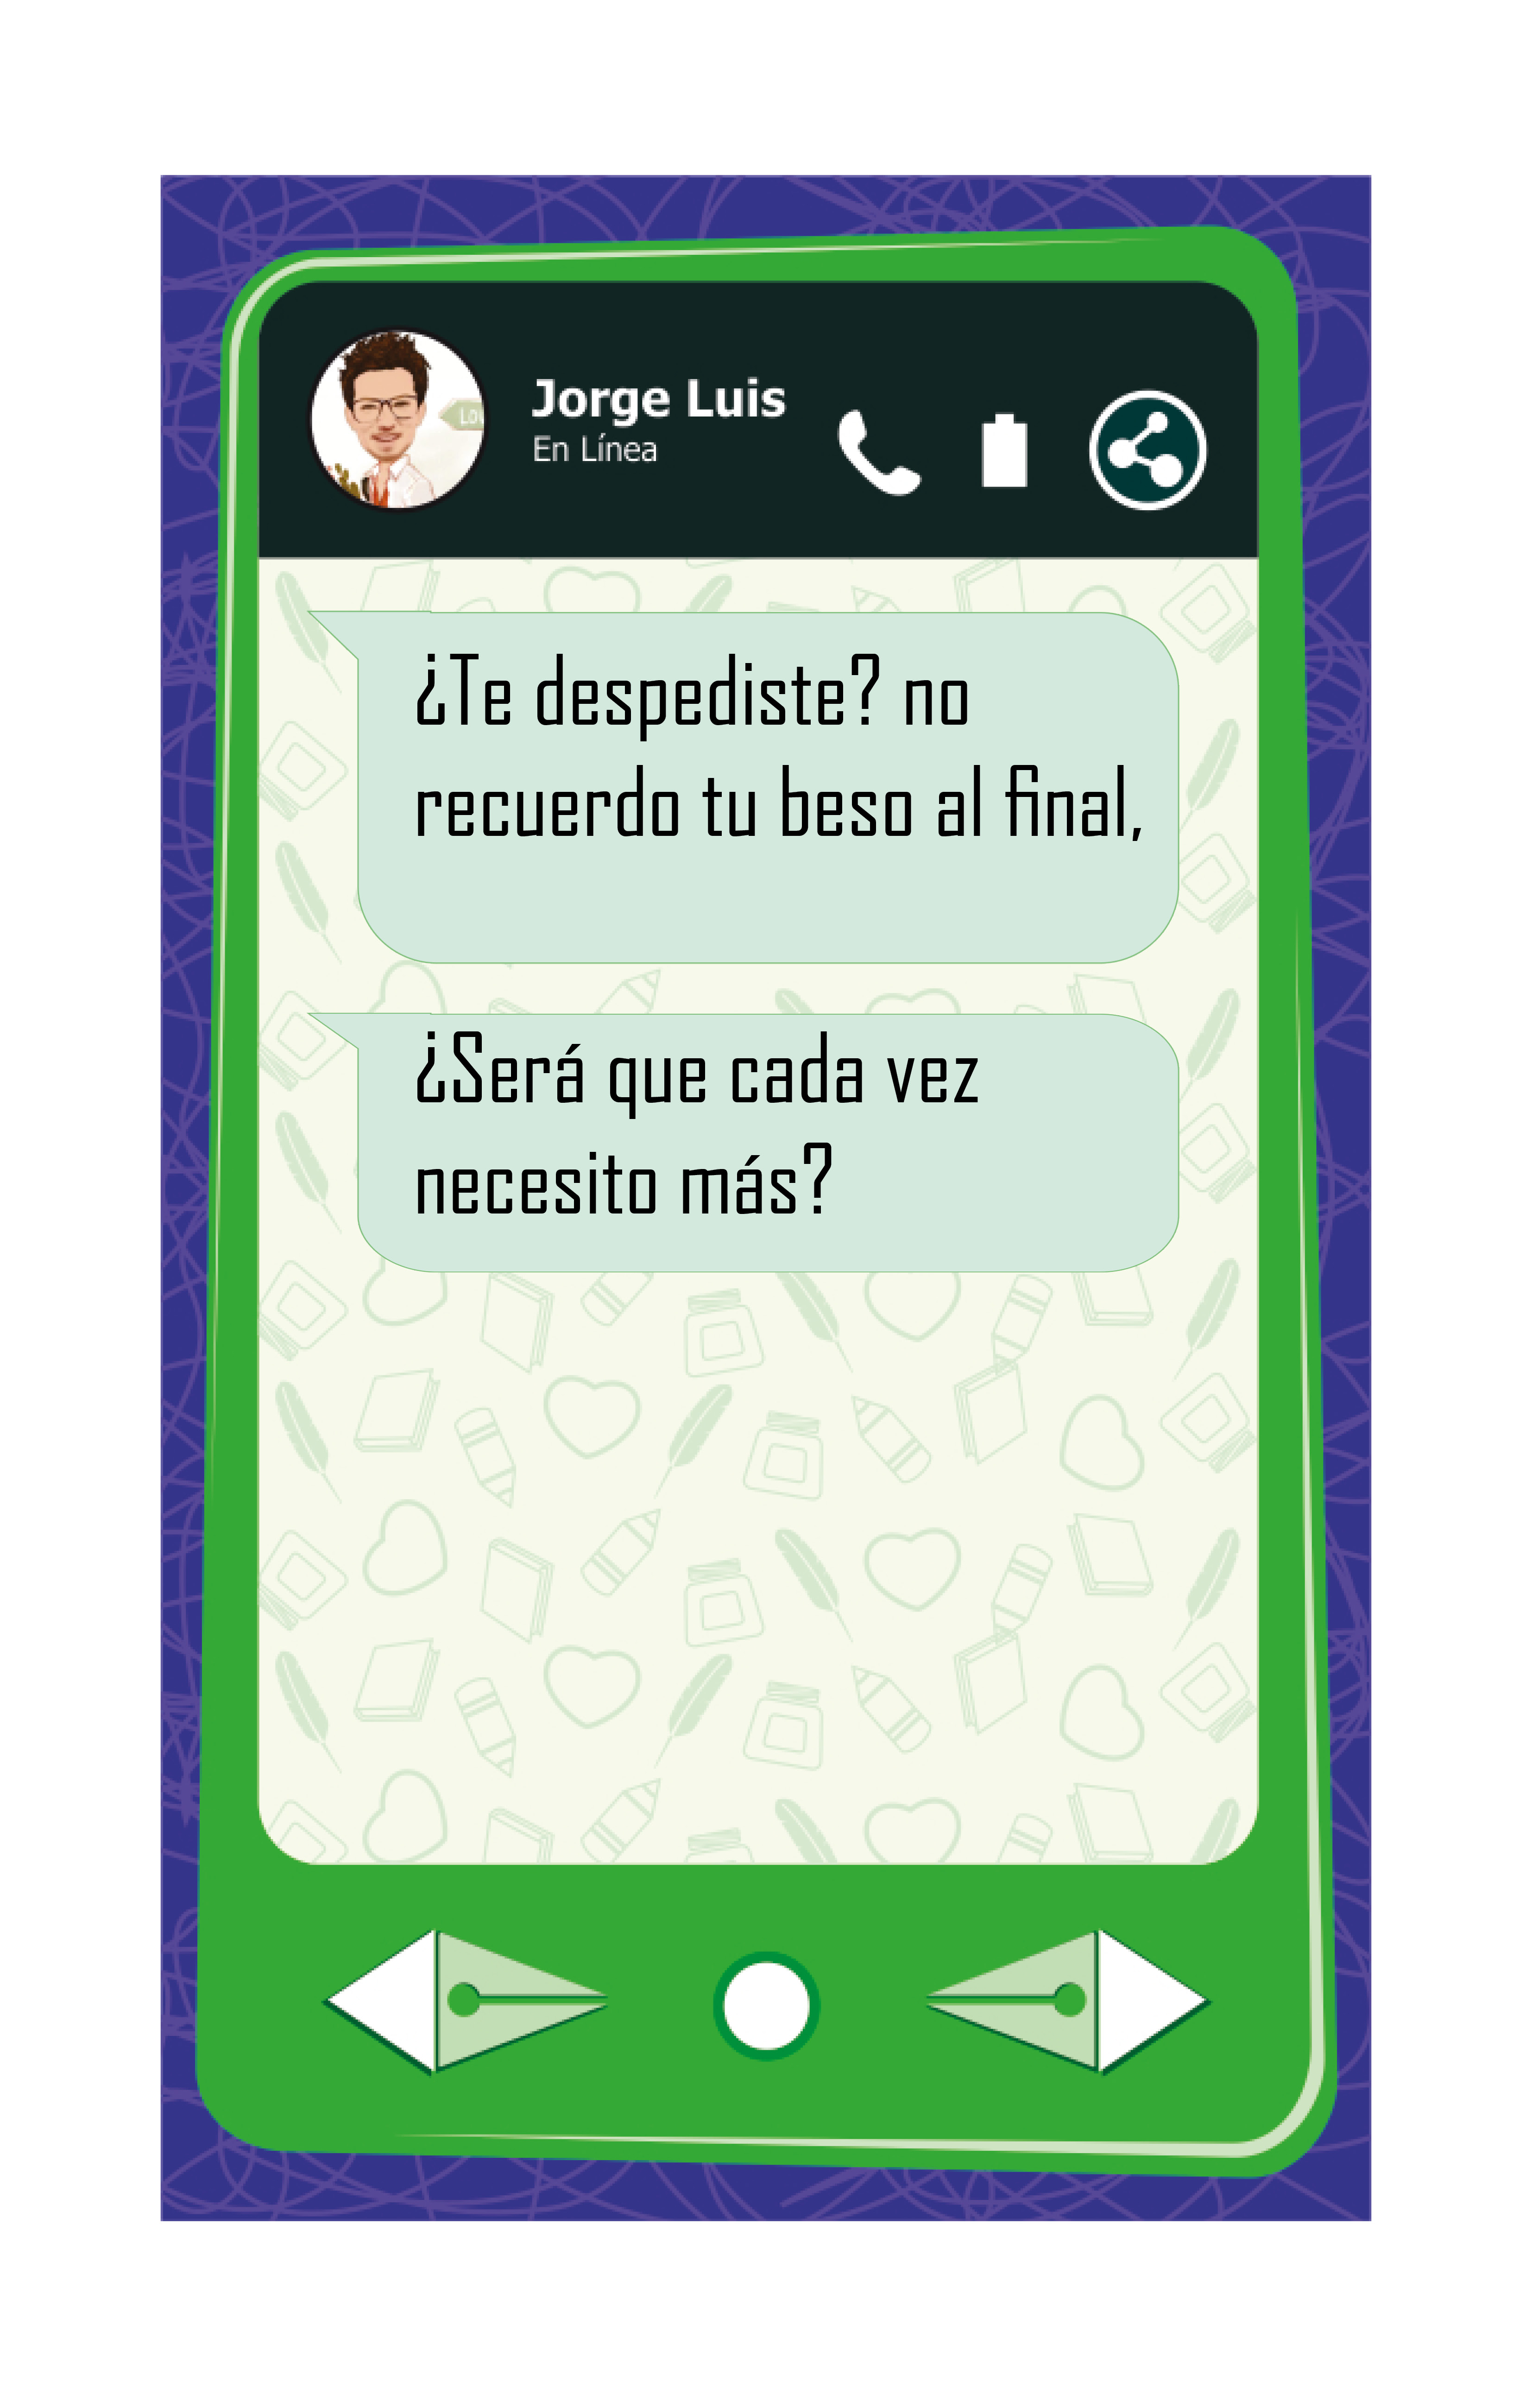 Jorge Luis
En Línea
¿Te despediste? no
recuerdo tu beso al final,
¿Será que cada vez
necesito más?